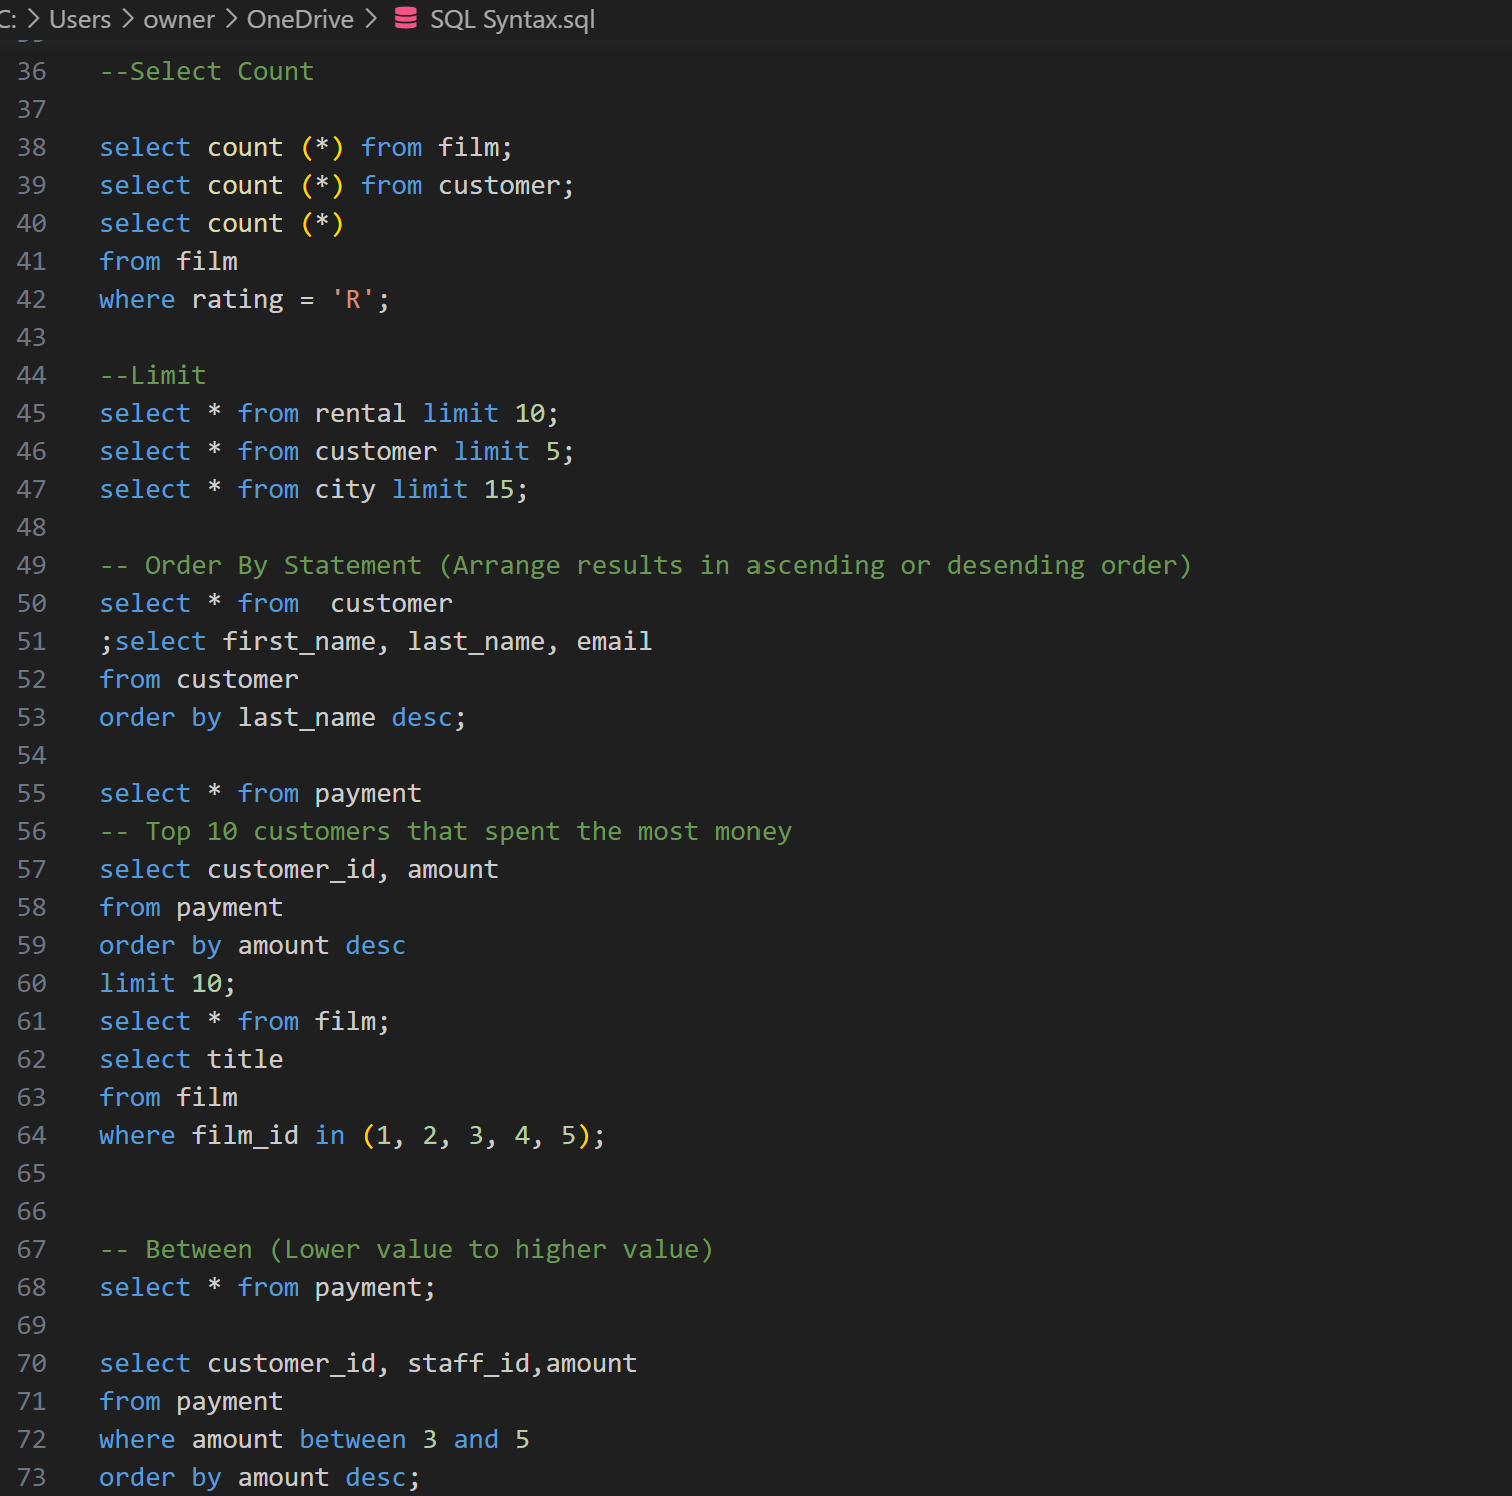 C: > Users > owner > OneDrive > SQL Syntax.sql
36 --Select Count
37
38 select count (*) from film;
39 select count (*) from customer;
40 select count (*)
41 from film
42 where rating = 'R';
43
44 --Limit
45 select * from rental limit 10;
46 select * from customer limit 5;
47 select * from city limit 15;
48
49 -- Order By Statement (Arrange results in ascending or desending order)
50 select * from  customer
51 ;select first_name, last_name, email
52 from customer
53 order by last_name desc;
54
55 select * from payment
56 -- Top 10 customers that spent the most money
57 select customer_id, amount
58 from payment
59 order by amount desc
60 limit 10;
61 select * from film;
62 select title
63 from film
64 where film_id in (1, 2, 3, 4, 5);
65
66
67 -- Between (Lower value to higher value)
68 select * from payment;
69
70 select customer_id, staff_id,amount
71 from payment
72 where amount between 3 and 5
73 order by amount desc;